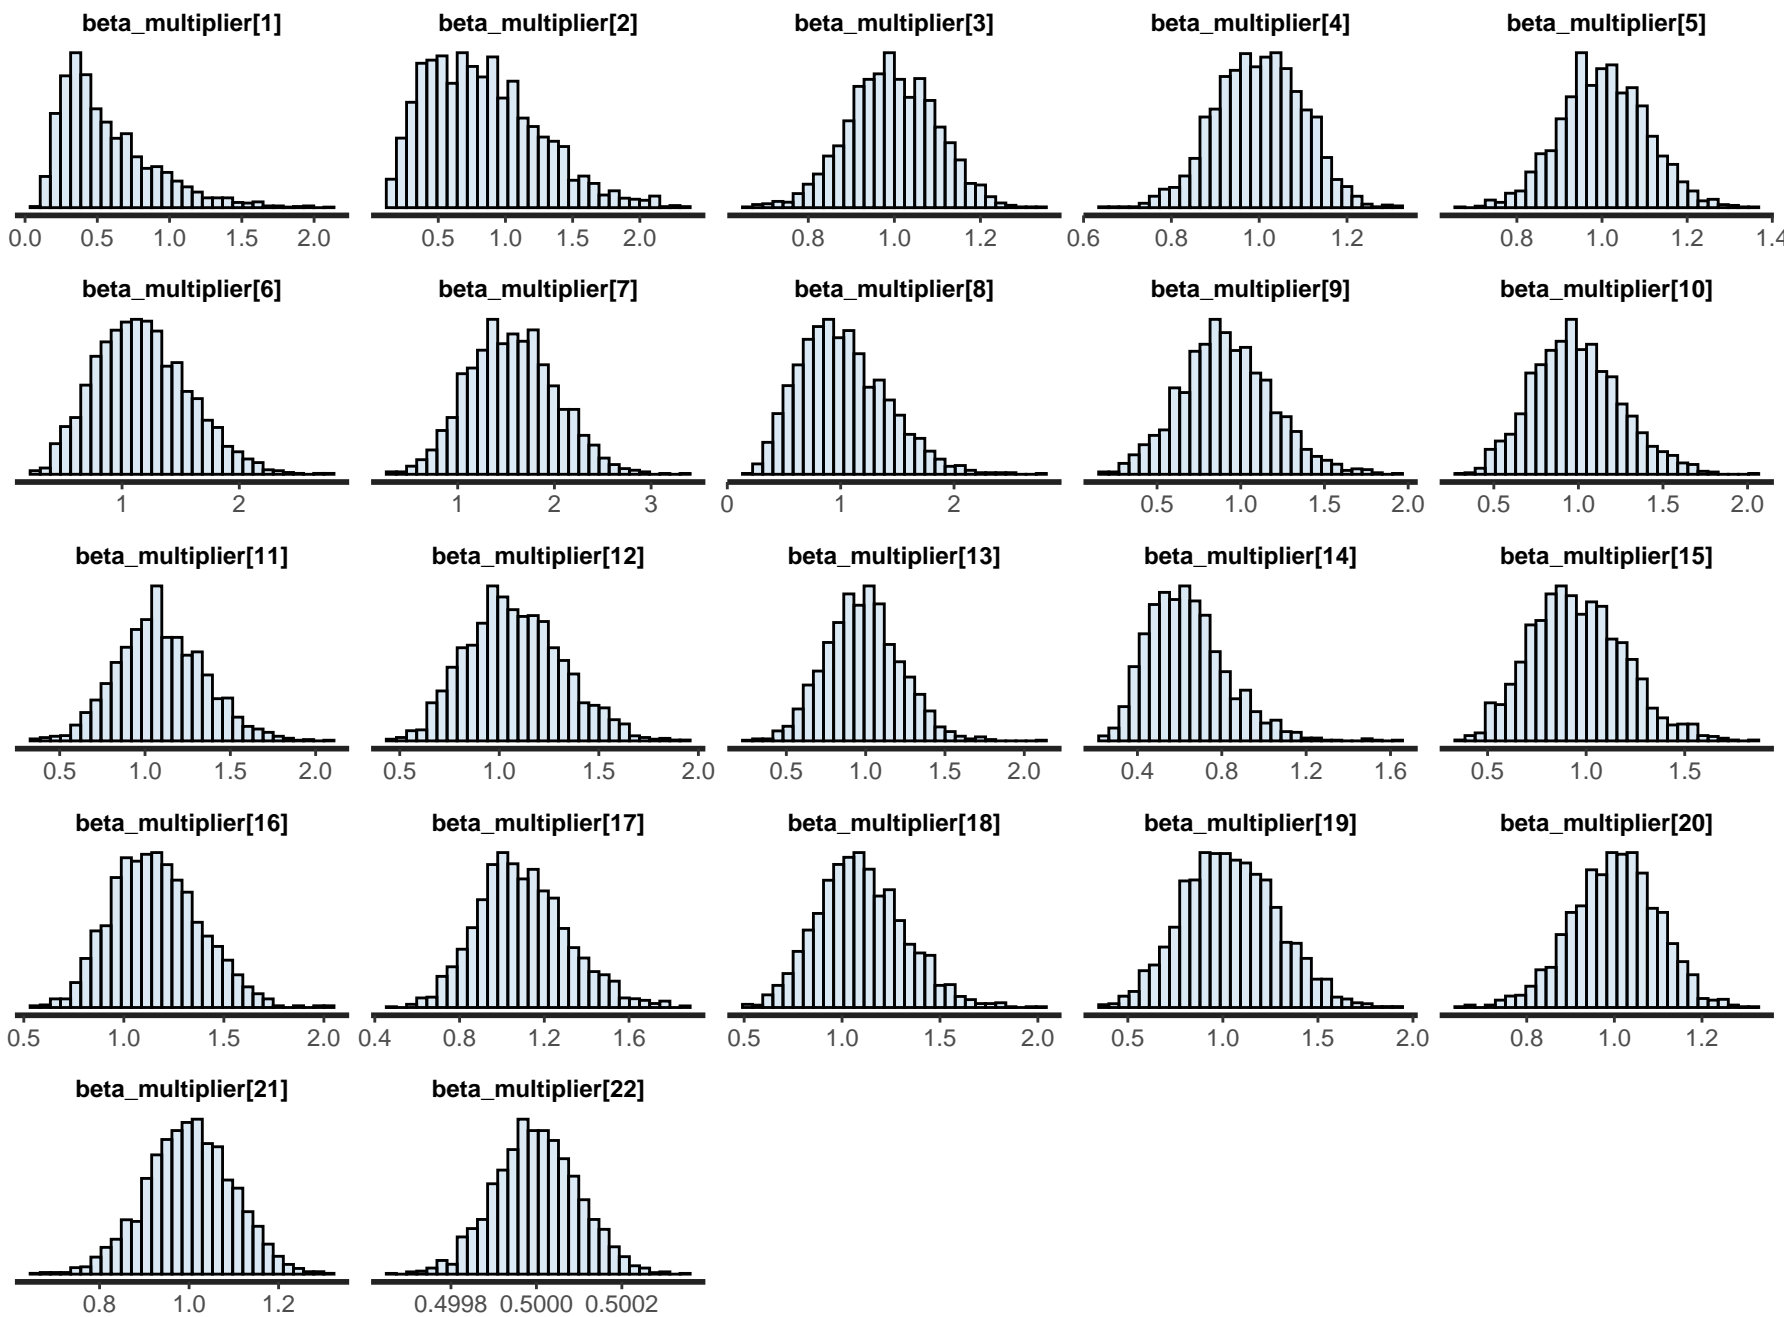 beta_multiplier[1] beta_multiplier[2] beta_multiplier[3] beta_multiplier[4] beta_multiplier[5]
0.0 0.5 1.0 1.5 2.0 0.5 1.0 1.5 2.0 0.8 1.0 1.2 0.6 0.8 1.0 1.2 0.8 1.0 1.2 1.4
beta_multiplier[6] beta_multiplier[7] beta_multiplier[8] beta_multiplier[9] beta_multiplier[10]
1 2 1 2 3 0 1 2 0.5 1.0 1.5 2.0 0.5 1.0 1.5 2.0
beta_multiplier[11] beta_multiplier[12] beta_multiplier[13] beta_multiplier[14] beta_multiplier[15]
0.5 1.0 1.5 2.0 0.5 1.0 1.5 2.0 0.5 1.0 1.5 2.0 0.4 0.8 1.2 1.6 0.5 1.0 1.5
beta_multiplier[16] beta_multiplier[17] beta_multiplier[18] beta_multiplier[19] beta_multiplier[20]
0.5 1.0 1.5 2.0 0.4 0.8 1.2 1.6 0.5 1.0 1.5 2.0 0.5 1.0 1.5 2.0 0.8 1.0 1.2
beta_multiplier[21] beta_multiplier[22]
0.8 1.0 1.2 0.4998 0.5000 0.5002